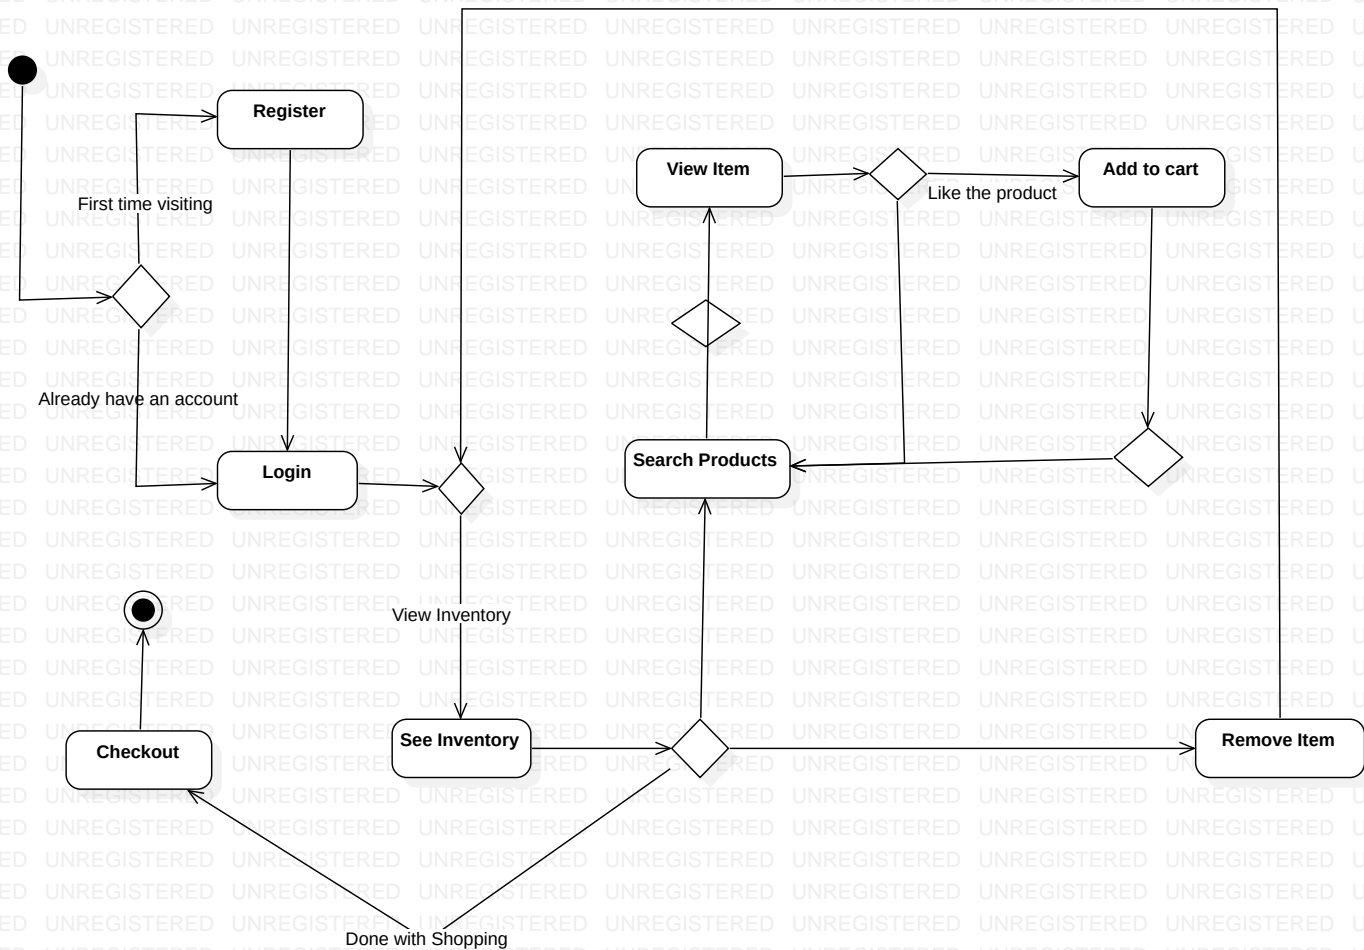 Register
View Item
Add to cart
Like the product
First time visiting
Already have an account
Search Products
Login
View Inventory
See Inventory
Remove Item
Checkout
Done with Shopping
UNREGISTERED